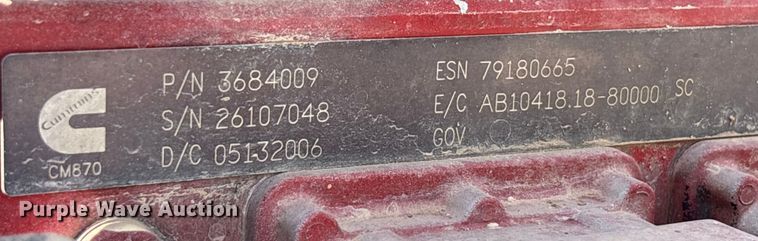 Cummins
CM870
P/N 3684009
S/N 26107048
D/C 05132006
ESN 79180665
E/C AB10418.18-80000 SC
GOV
Purple Wave Auction